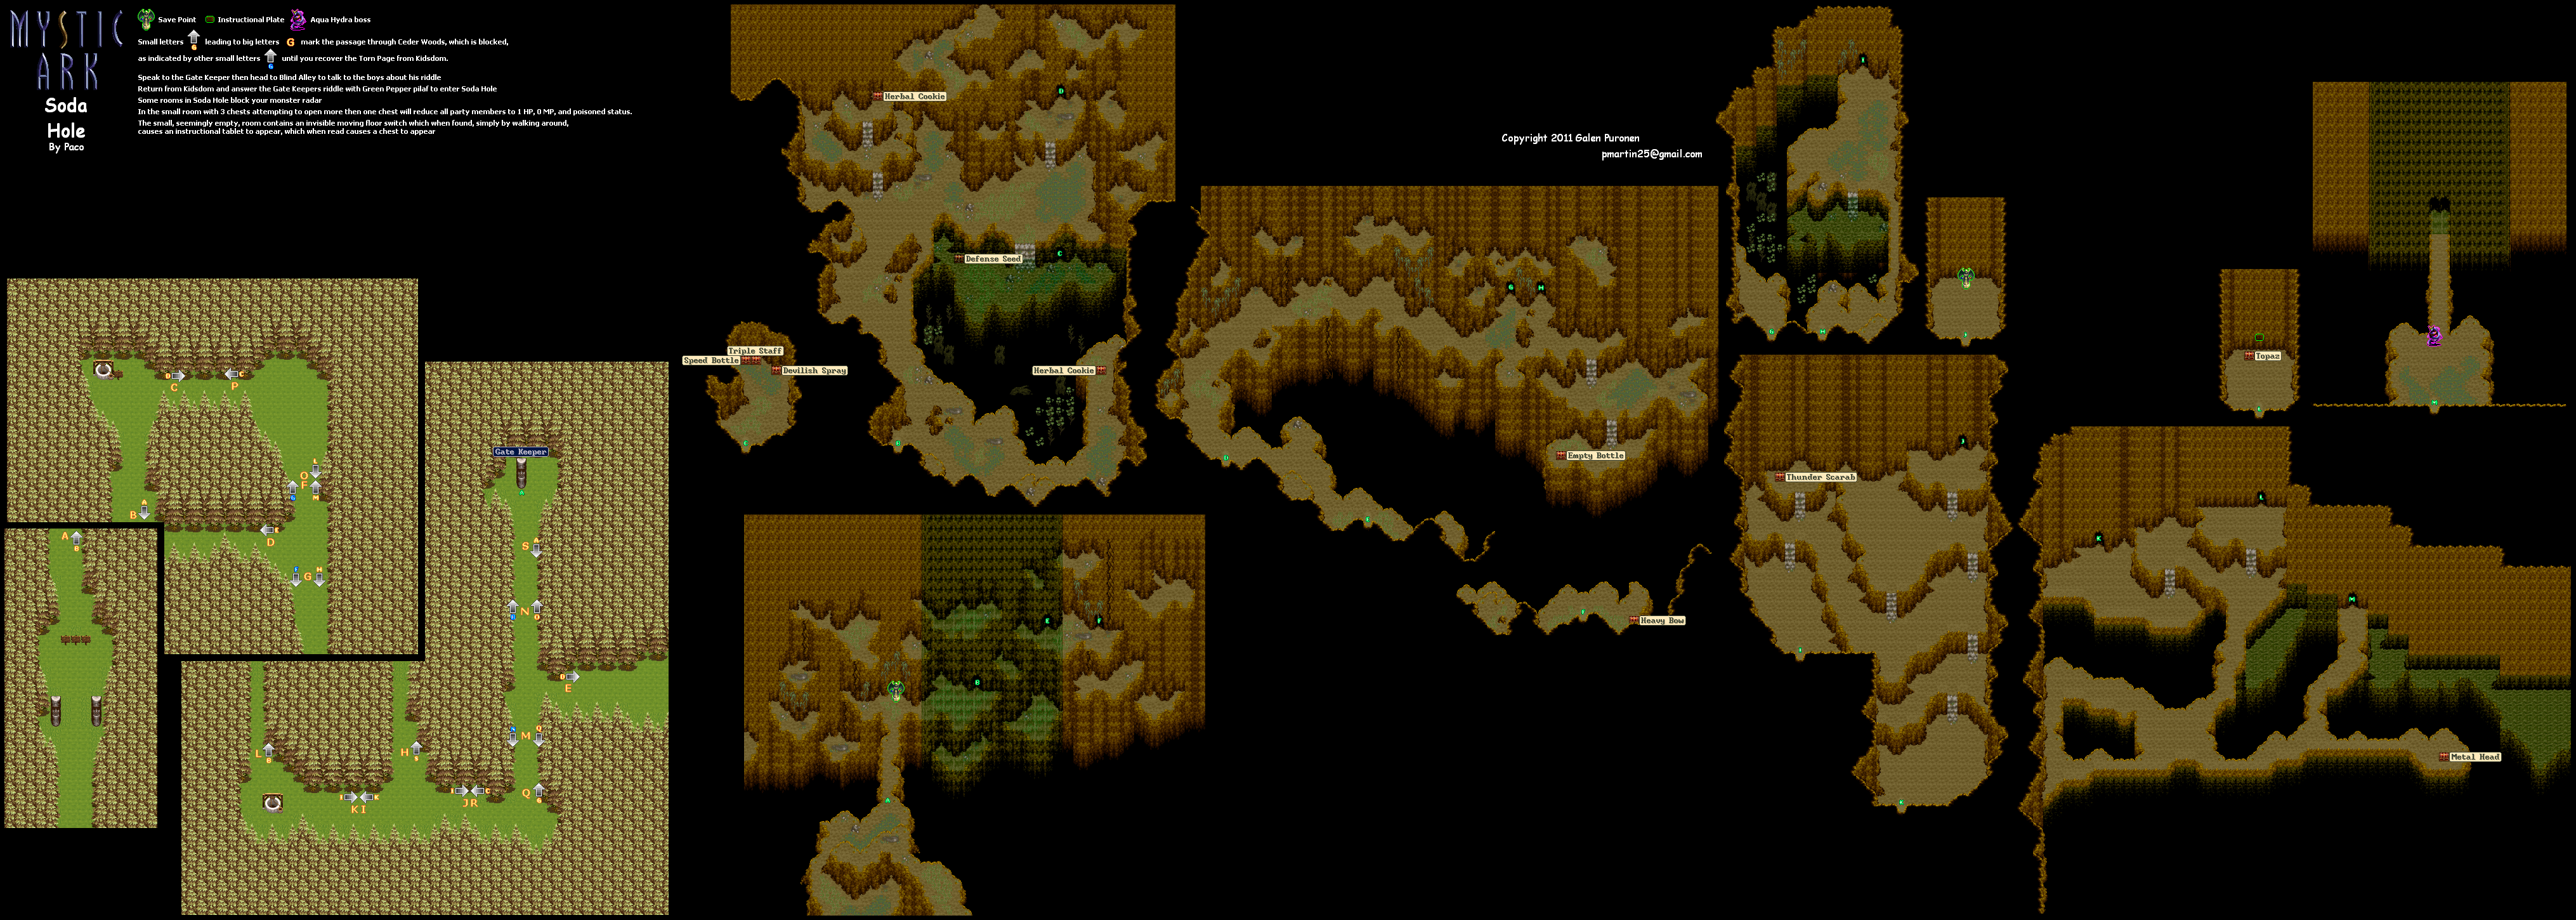 MYSTIC
ARK
Soda
Hole
By Paco
Save Point
Instructional Plate
Aqua Hydra boss
Small letters G leading to big letters G mark the passage through Ceder Woods, which is blocked,
as indicated by other small letters G until you recover the Torn Page from Kidsdom.
Speak to the Gate Keeper then head to Blind Alley to talk to the boys about his riddle
Return from Kidsdom and answer the Gate Keepers riddle with Green Pepper pilaf to enter Soda Hole
Some rooms in Soda Hole block your monster radar
In the small room with 3 chests attempting to open more then one chest will reduce all party members to 1 HP, 0 MP, and poisoned status.
The small, seemingly empty, room contains an invisible moving floor switch which when found, simply by walking around,
causes an instructional tablet to appear, which when read causes a chest to appear
Copyright 2011 Galen Puronen
pmartin25@gmail.com
Herbal Cookie
D
Defense Seed
C
Triple Staff
Speed Bottle
Devilish Spray
Herbal Cookie
G H
Empty Bottle
Heavy Bow
I
G H
Topaz
Thunder Scarab
J
K
L
M
Metal Head
E F
B
A
Gate Keeper
A
D C
C P
L
O
F
G M
A
B
E
D
G
F H
A
B
A
S
N
D
E
Q
M
Q
L
H
K I
J R